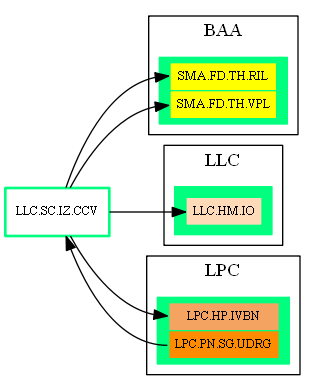 BAA
SMA.FD.TH.RIL
SMA.FD.TH.VPL
LLC
LLC.SC.IZ.CCV
LLC.HM.IO
LPC
LPC.HP.IVBN
LPC.PN.SG.UDRG